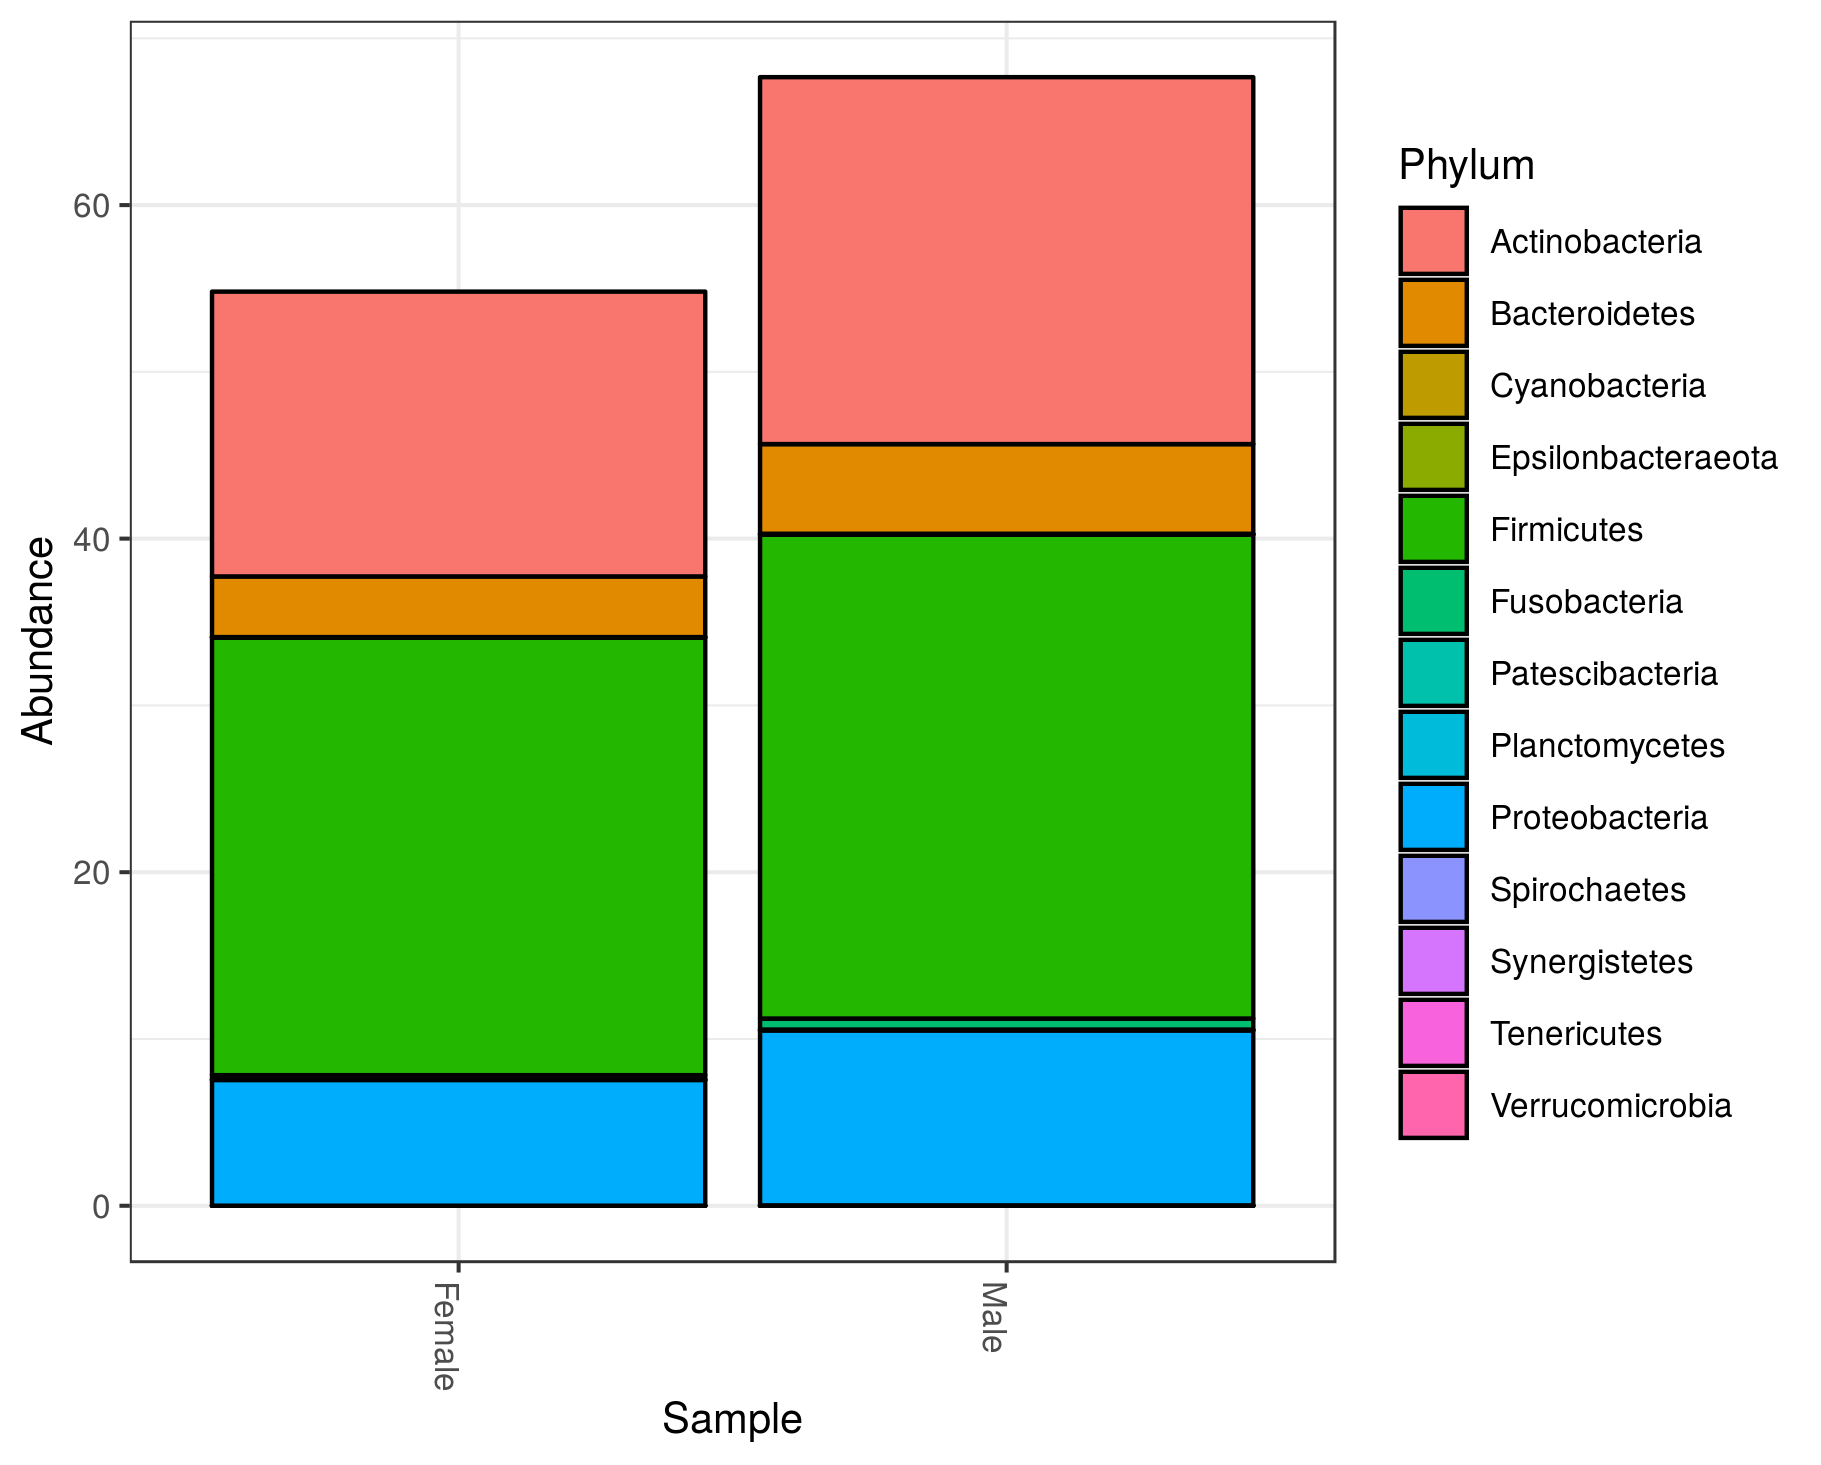 Abundance
60
40
20
0
Female
Male
Sample
Phylum
Actinobacteria
Bacteroidetes
Cyanobacteria
Epsilonbacteraeota
Firmicutes
Fusobacteria
Patescibacteria
Planctomycetes
Proteobacteria
Spirochaetes
Synergistetes
Tenericutes
Verrucomicrobia